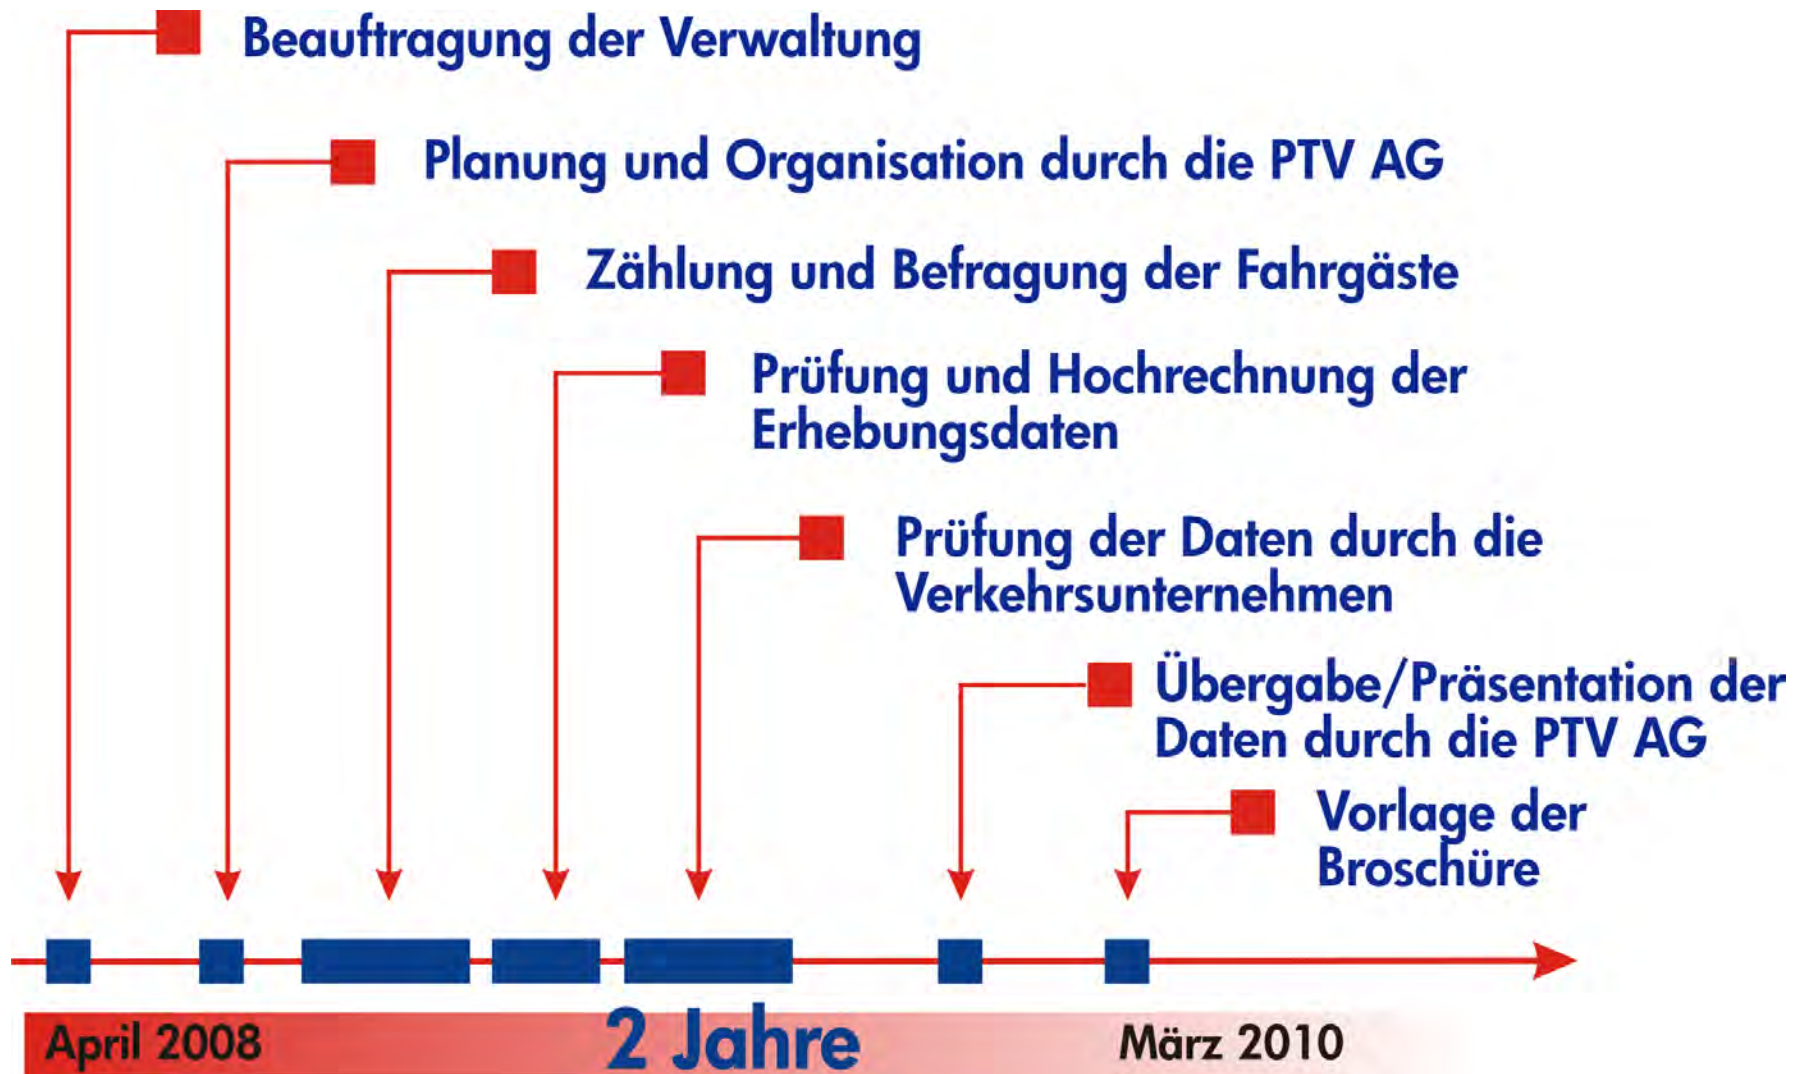 Beauftragung der Verwaltung
Planung und Organisation durch die PTV AG
Zählung und Befragung der Fahrgäste
Prüfung und Hochrechnung der
Erhebungsdaten
Prüfung der Daten durch die
Verkehrsunternehmen
Übergabe/Präsentation der
Daten durch die PTV AG
Vorlage der
Broschüre
April 2008
2 Jahre
März 2010